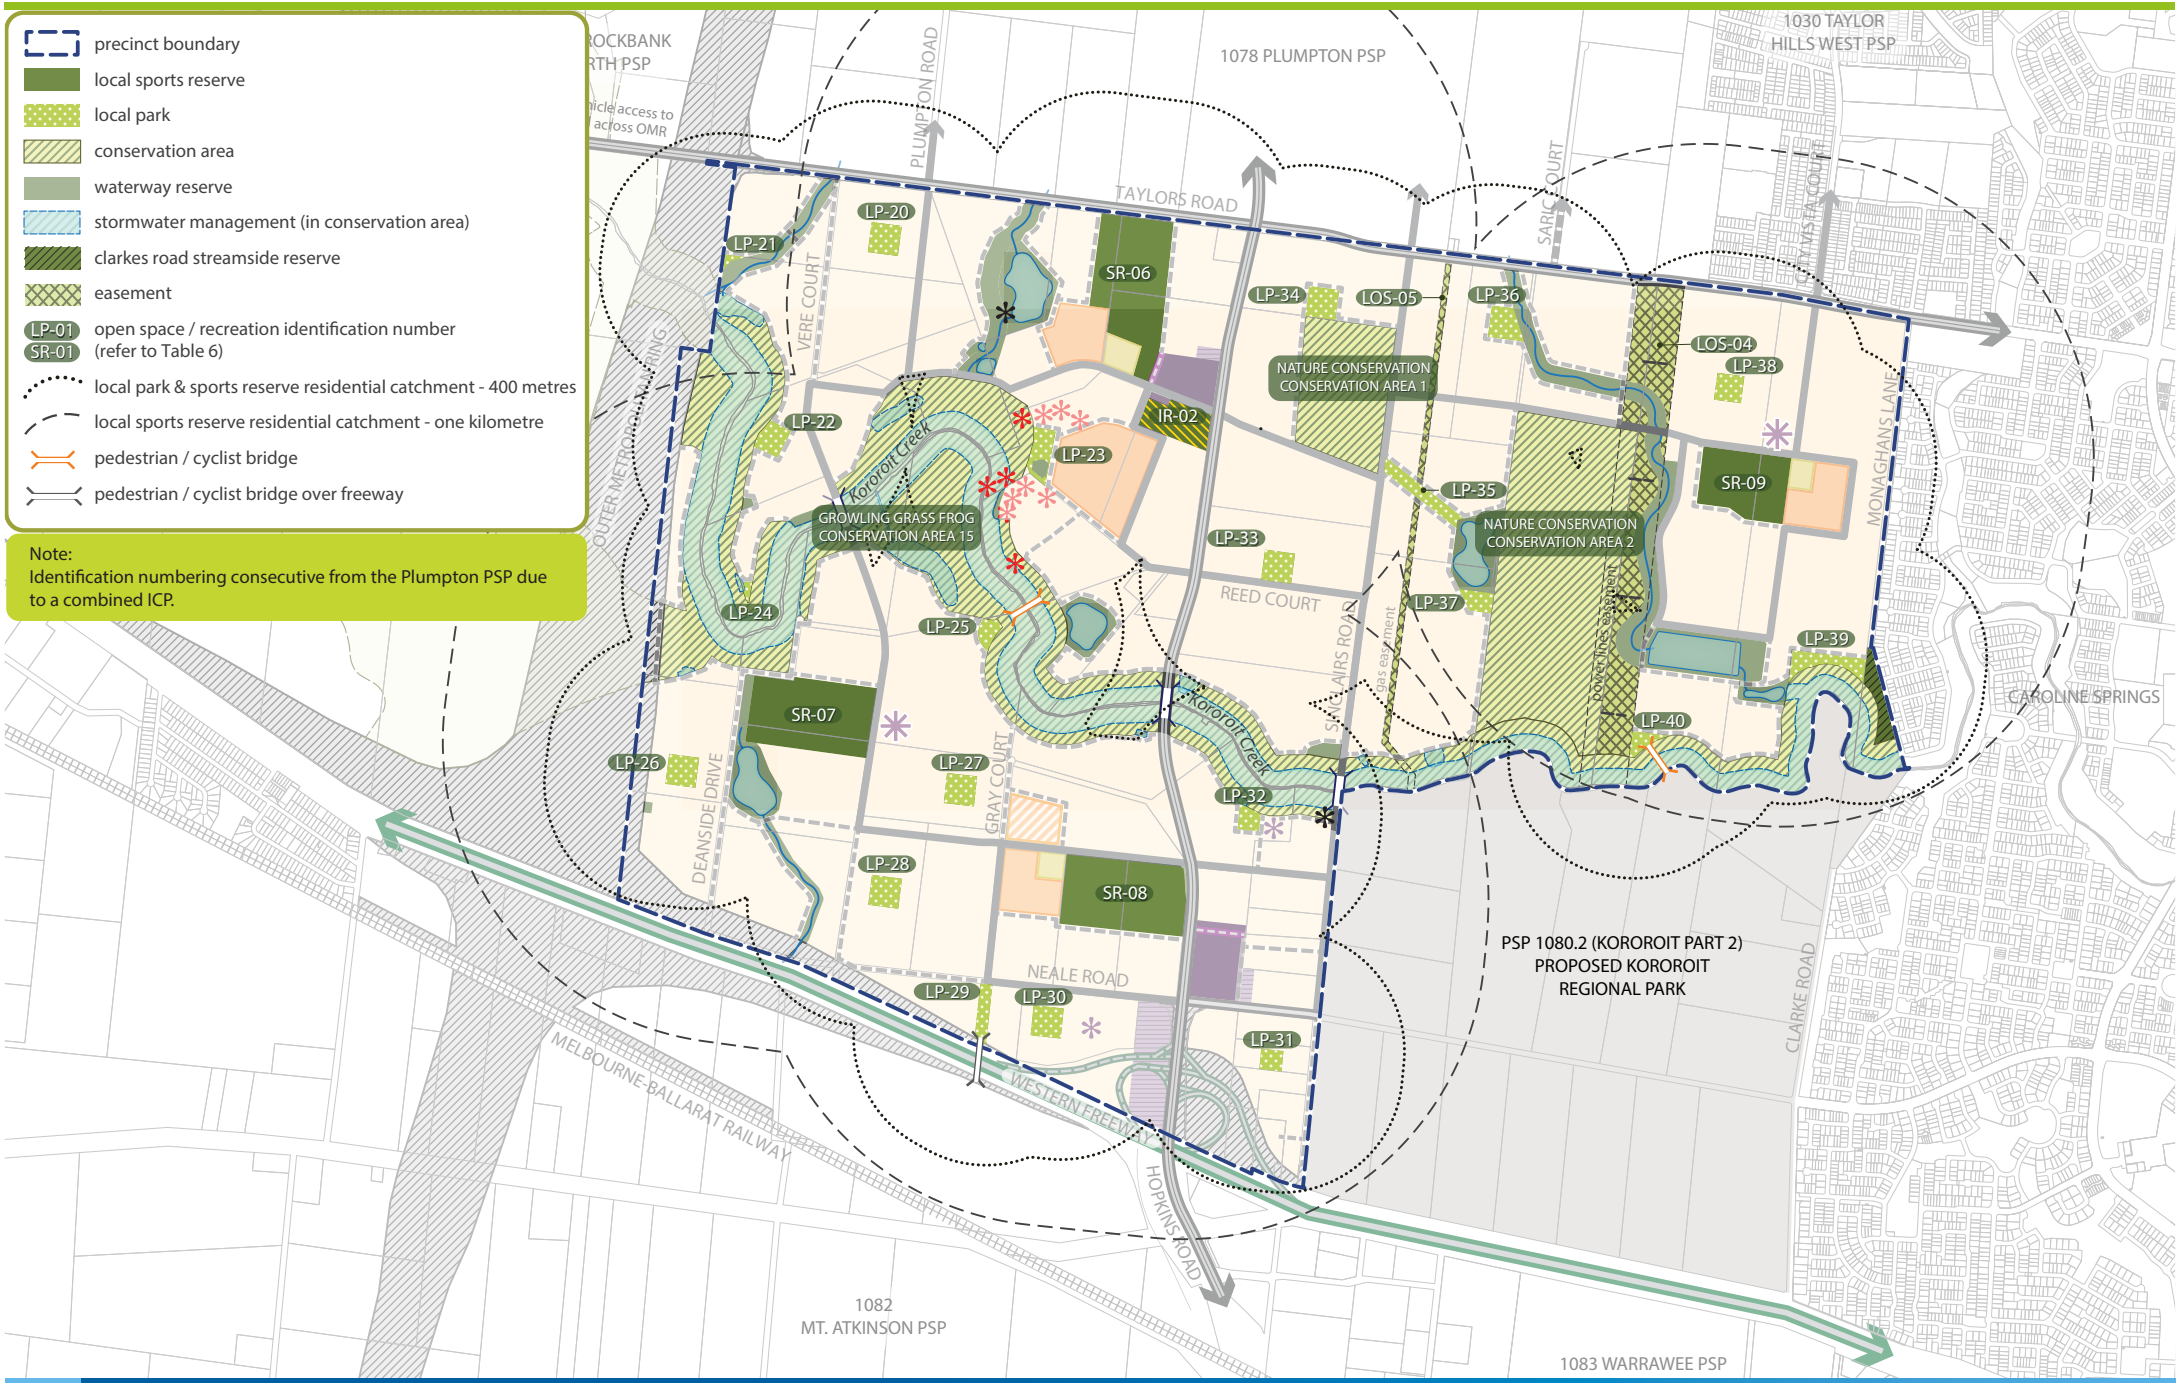 precinct boundary
local sports reserve
local park
conservation area
waterway reserve
stormwater management (in conservation area)
clarkes road streamside reserve
easement
LP-01 open space / recreation identification number
SR-01 (refer to Table 6)
local park & sports reserve residential catchment - 400 metres
local sports reserve residential catchment - one kilometre
pedestrian / cyclist bridge
pedestrian / cyclist bridge over freeway
Note:
Identification numbering consecutive from the Plumpton PSP due
to a combined ICP.
ROCKBANK
RTH PSP
hicle access to
across OMR
PLUMPTON ROAD
1078 PLUMPTON PSP
1030 TAYLOR
HILLS WEST PSP
TAYLORS ROAD
SARIC COURT
CITY VISTA COURT
LP-20
LP-21
VERE COURT
SR-06
LP-34
LOS-05
LP-36
LOS-04
LP-38
OUTER METROPOLITAN RING
NATURE CONSERVATION
CONSERVATION AREA 1
LP-22
Kororoit Creek
IR-02
LP-23
MONAGHANS LANE
SR-09
LP-35
GROWLING GRASS FROG
CONSERVATION AREA 15
NATURE CONSERVATION
CONSERVATION AREA 2
LP-33
REED COURT
LP-24
LP-25
LP-37
SINCLAIRS ROAD
gas easement
power lines easement
LP-39
CAROLINE SPRINGS
SR-07
Kororoit Creek
LP-40
LP-26
DEANSIDE DRIVE
LP-27
GRAY COURT
LP-32
LP-28
SR-08
PSP 1080.2 (KOROROIT PART 2)
PROPOSED KOROROIT
REGIONAL PARK
CLARKE ROAD
NEALE ROAD
LP-29
LP-30
LP-31
MELBOURNE-BALLARAT RAILWAY
WESTERN FREEWAY
HOPKINS ROAD
1082
MT. ATKINSON PSP
1083 WARRAWEE PSP